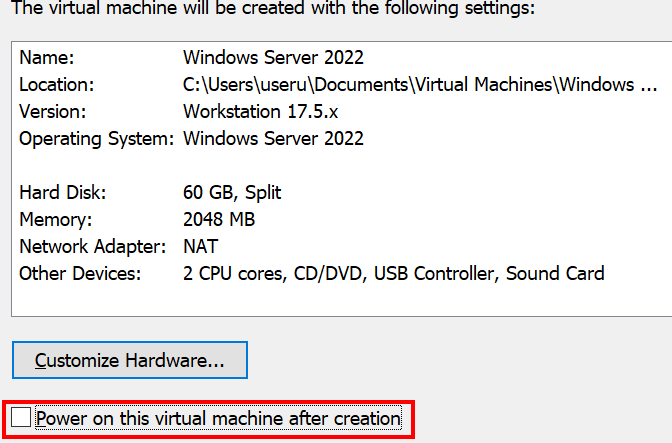 The virtual machine will be created with the following settings:
Name: Windows Server 2022
Location: C:\Users\useru\Documents\Virtual Machines\Windows ...
Version: Workstation 17.5.x
Operating System: Windows Server 2022
Hard Disk: 60 GB, Split
Memory: 2048 MB
Network Adapter: NAT
Other Devices: 2 CPU cores, CD/DVD, USB Controller, Sound Card
Customize Hardware...
Power on this virtual machine after creation